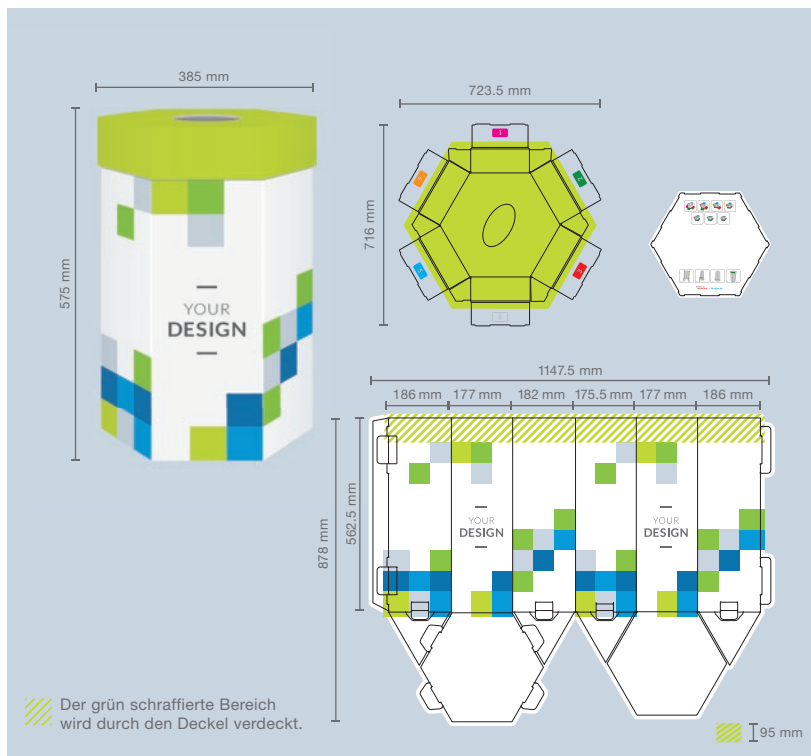 385 mm
575 mm
YOUR
DESIGN
723.5 mm
716 mm
1147.5 mm
186 mm
177 mm
182 mm
175.5 mm
177 mm
186 mm
878 mm
562.5 mm
YOUR
DESIGN
YOUR
DESIGN
Der grün schraffierte Bereich
wird durch den Deckel verdeckt.
95 mm